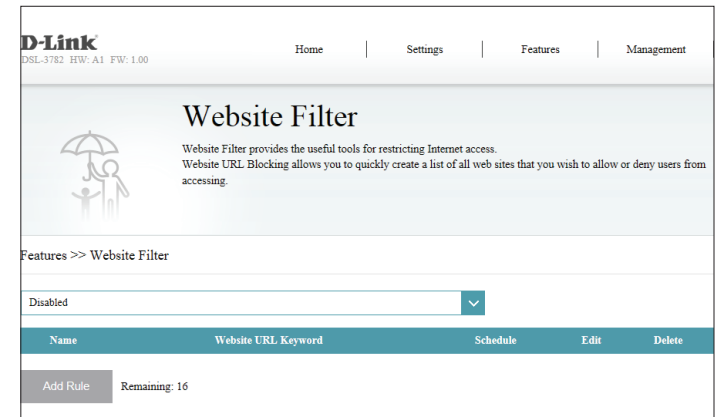 D-Link
DSL-3782 HW: A1 FW: 1.00
Home Settings Features Management
Website Filter
Website Filter provides the useful tools for restricting Internet access.
Website URL Blocking allows you to quickly create a list of all web sites that you wish to allow or deny users from
accessing.
Features >> Website Filter
Disabled
Name Website URL Keyword Schedule Edit Delete
Add Rule Remaining: 16